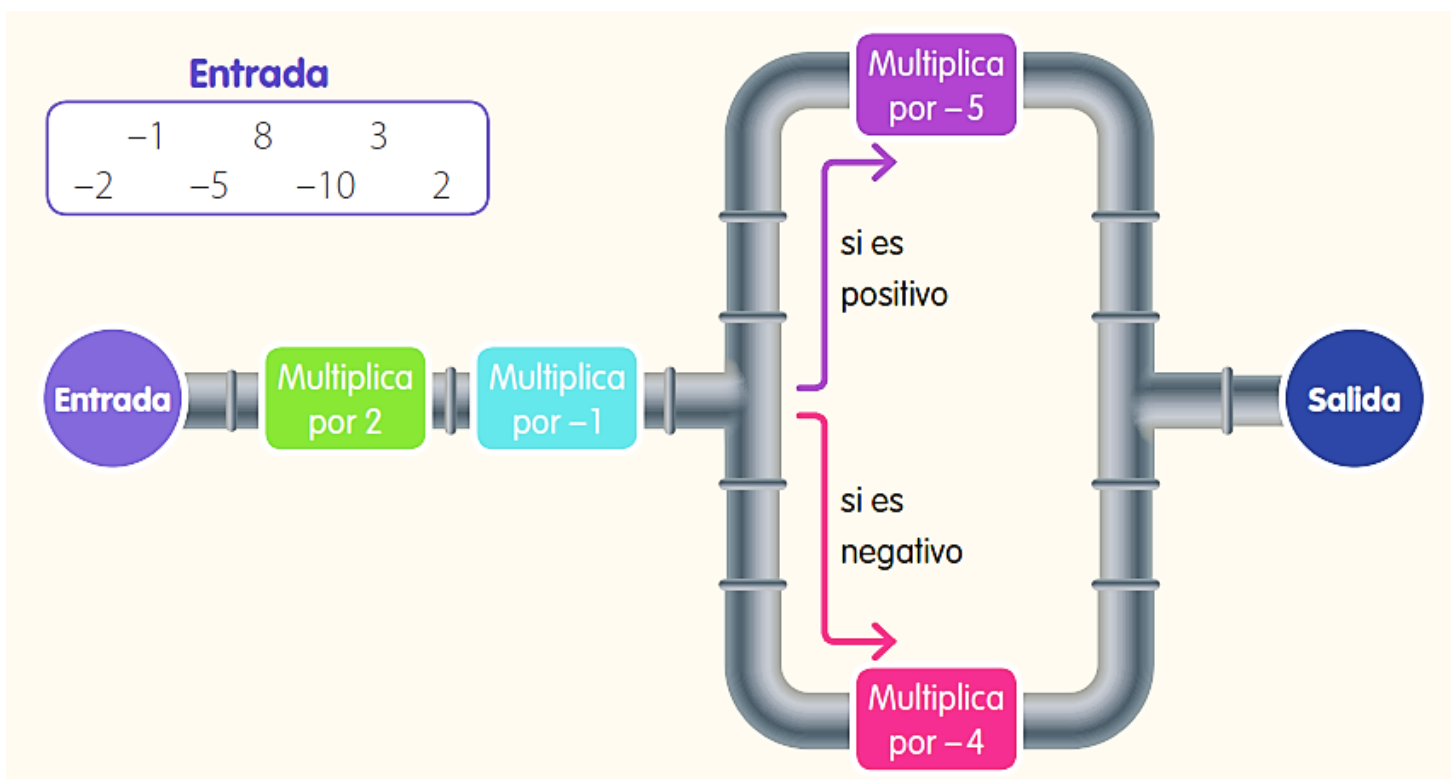 Entrada
–1 8 3
–2 –5 –10 2
Multiplica
por –5
si es
positivo
Entrada
Multiplica
por 2
Multiplica
por –1
Salida
si es
negativo
Multiplica
por –4